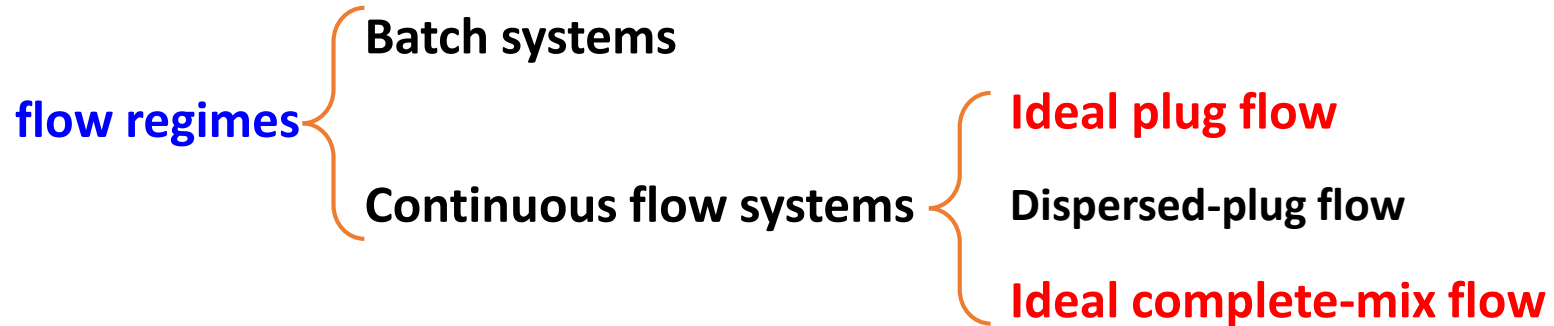 Batch systems
flow regimes
Ideal plug flow
Continuous flow systems
Dispersed-plug flow
Ideal complete-mix flow